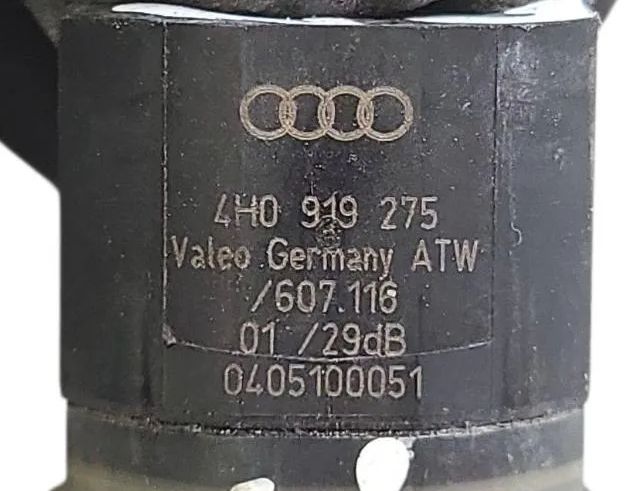 4H0 919 275
Valeo Germany ATW
/607.116
01 /29dB
0405100051